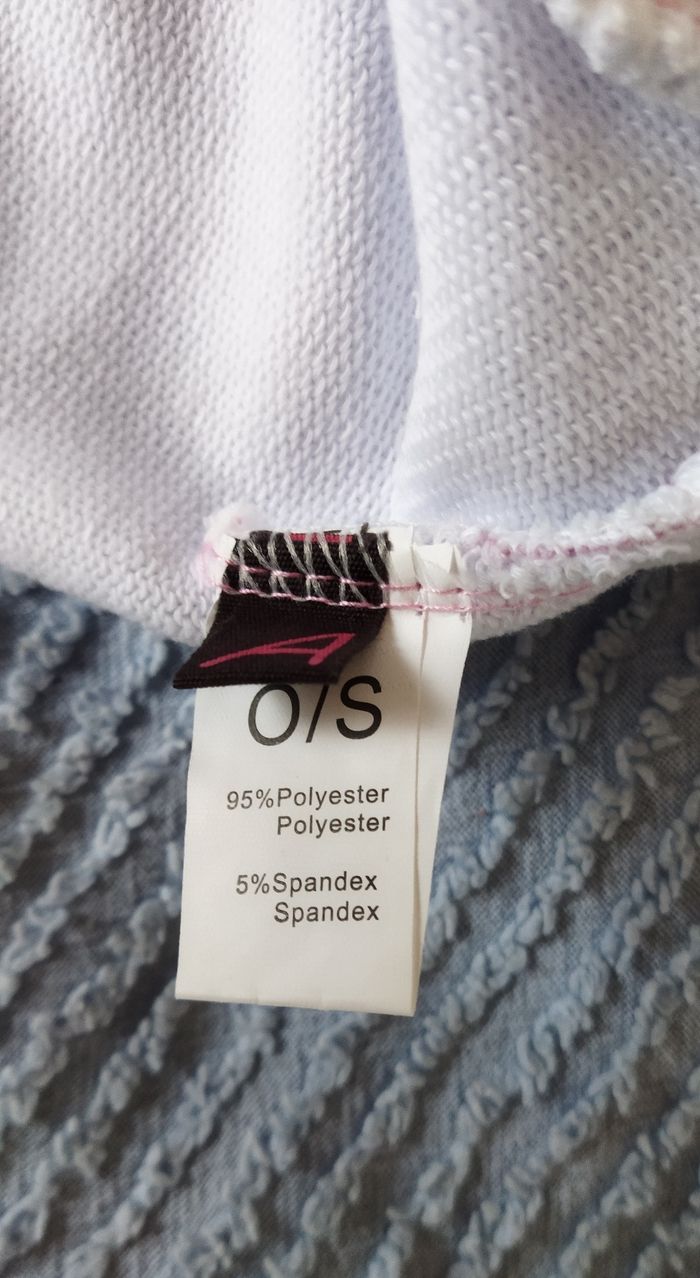 O/S
95%Polyester
Polyester
5%Spandex
Spandex